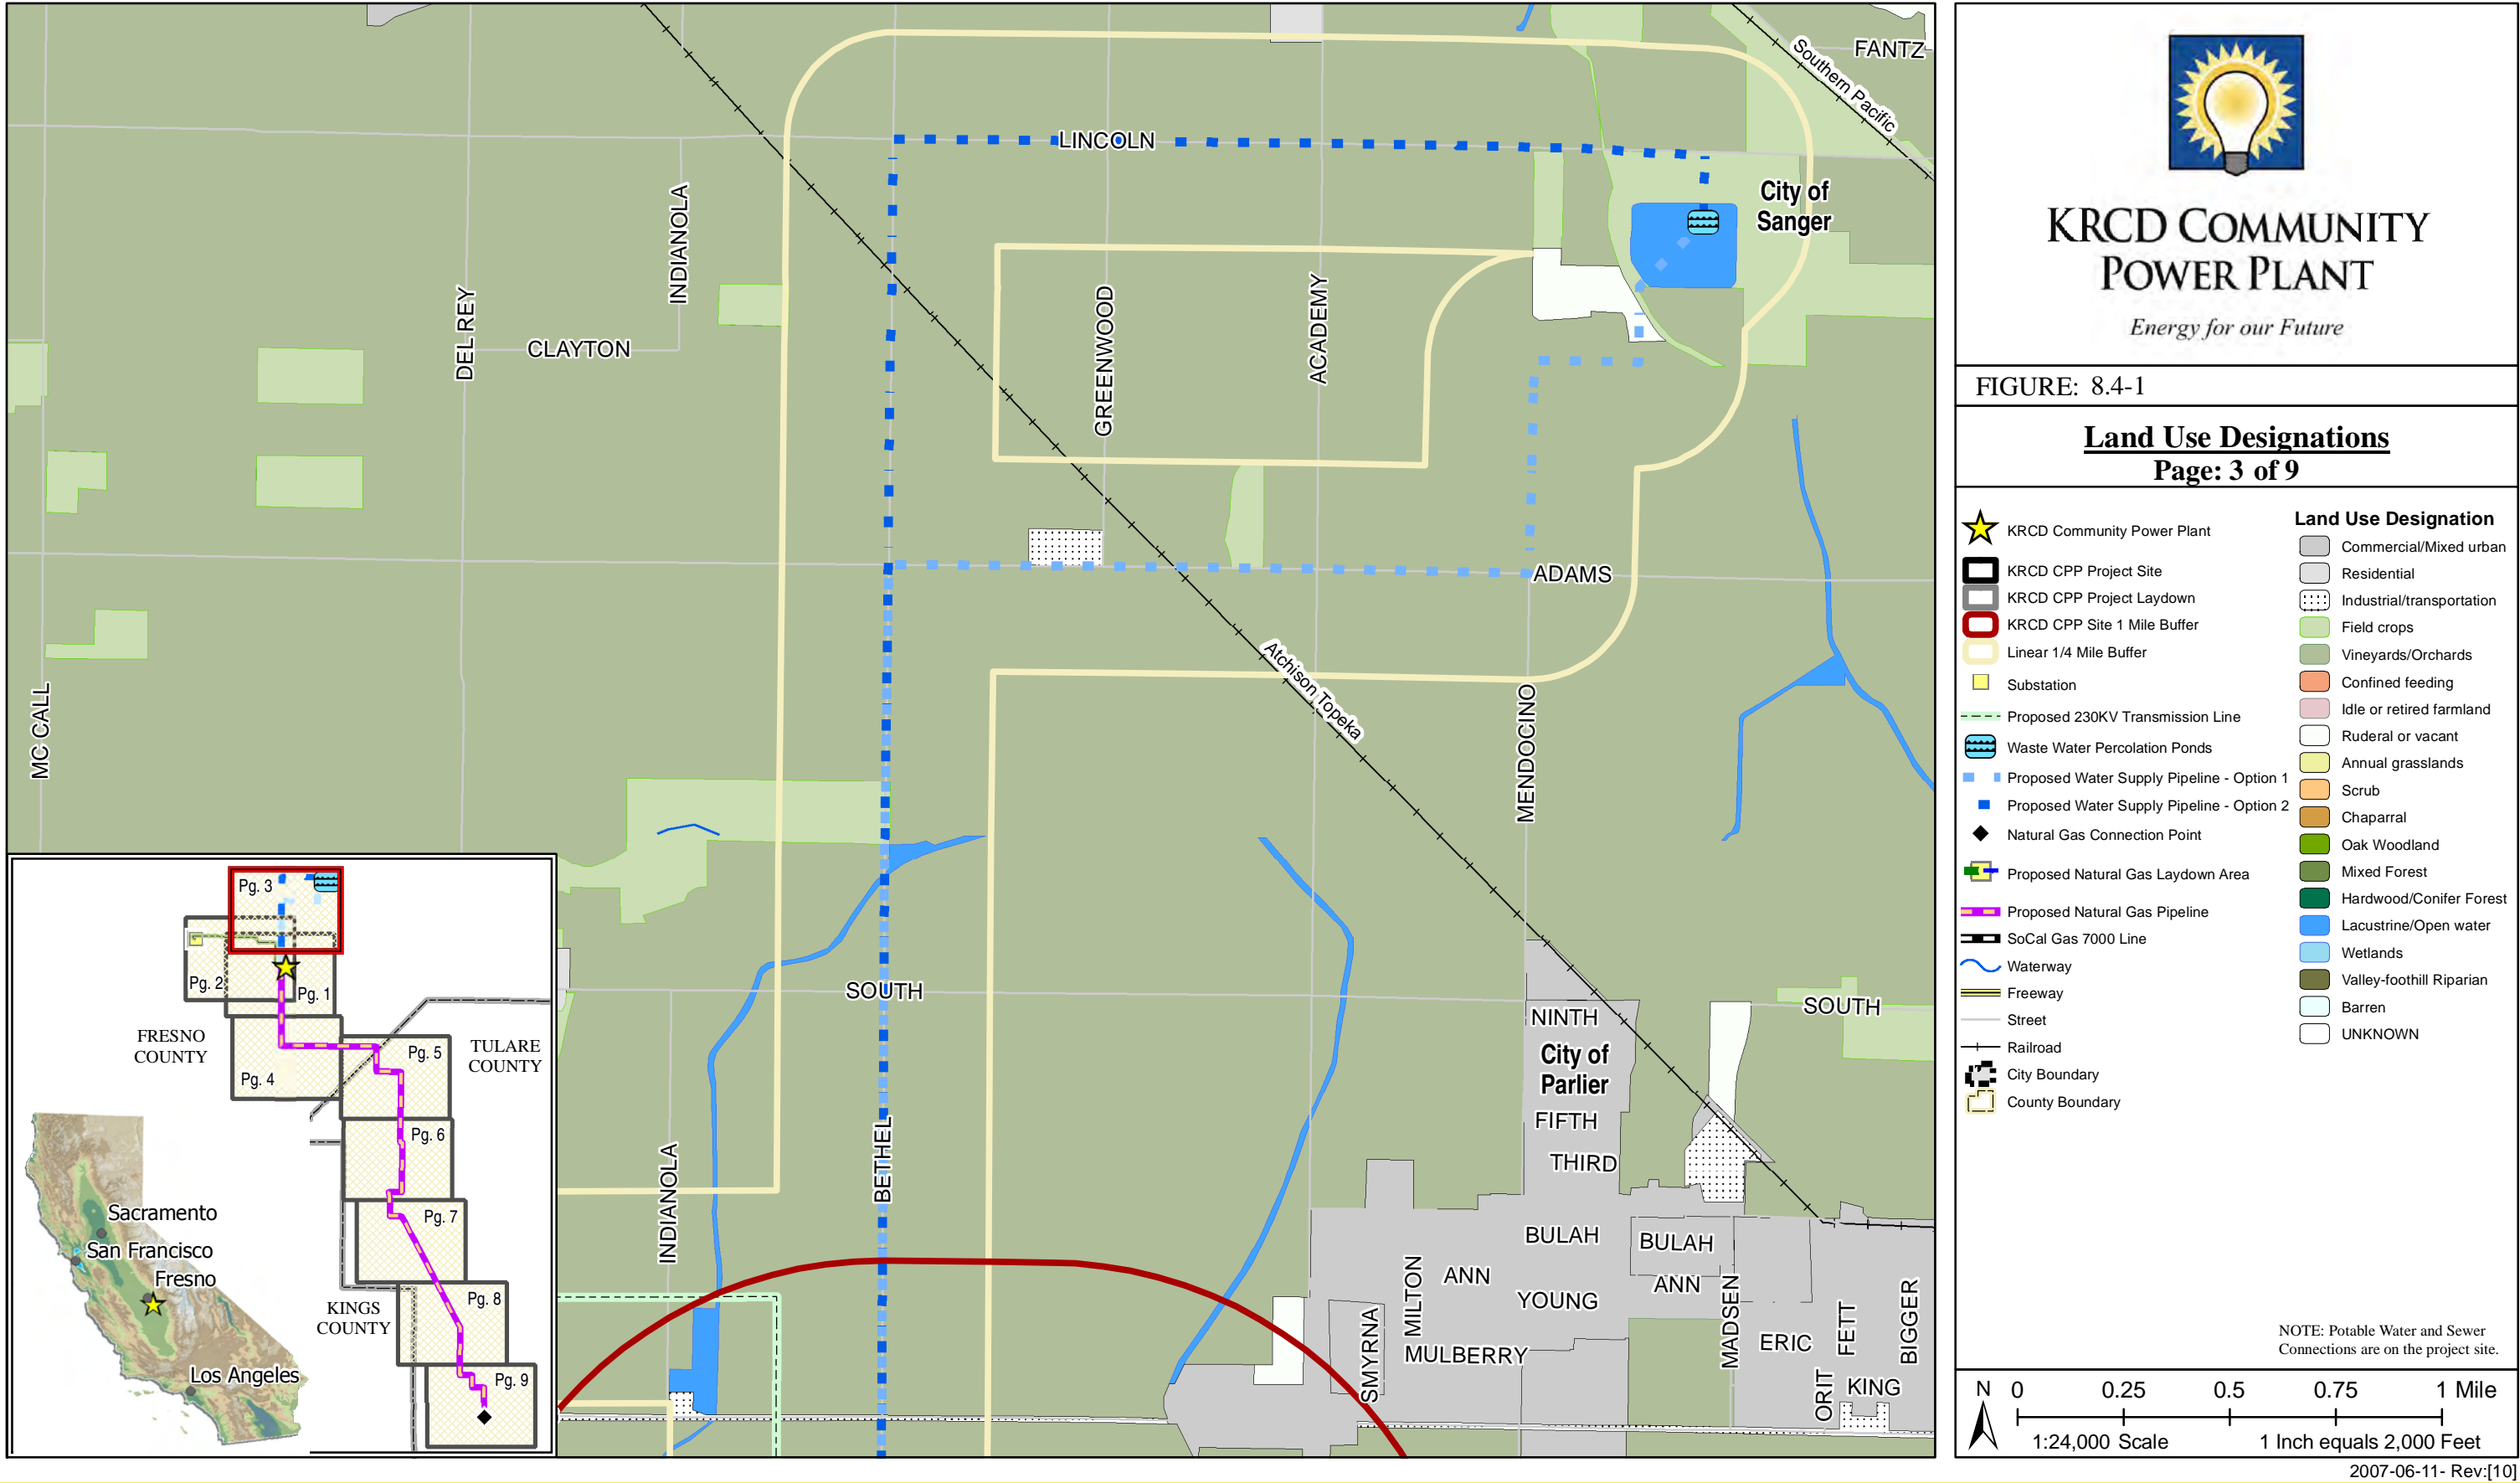 FANTZ
Southern Pacific
LINCOLN
City of
Sanger
INDIANOLA
DEL REY
CLAYTON
GREENWOOD
ACADEMY
ADAMS
MC CALL
Atchison Topeka
MENDOCINO
SOUTH
SOUTH
NINTH
City of
Parlier
FIFTH
THIRD
BETHEL
INDIANOLA
BULAH
BULAH
ANN
ANN
MILTON
YOUNG
MADSEN
SMYRNA
MULBERRY
ERIC
FETT
BIGGER
ORIT
KING
Pg. 3
Pg. 2
Pg. 1
FRESNO
COUNTY
TULARE
COUNTY
Pg. 5
Pg. 4
Pg. 6
Pg. 7
Pg. 8
KINGS
COUNTY
Pg. 9
Sacramento
San Francisco
Fresno
Los Angeles
KRCD COMMUNITY
POWER PLANT
Energy for our Future
FIGURE: 8.4-1
Land Use Designations
Page: 3 of 9
KRCD Community Power Plant
KRCD CPP Project Site
KRCD CPP Project Laydown
KRCD CPP Site 1 Mile Buffer
Linear 1/4 Mile Buffer
Substation
Proposed 230KV Transmission Line
Waste Water Percolation Ponds
Proposed Water Supply Pipeline - Option 1
Proposed Water Supply Pipeline - Option 2
Natural Gas Connection Point
Proposed Natural Gas Laydown Area
Proposed Natural Gas Pipeline
SoCal Gas 7000 Line
Waterway
Freeway
Street
Railroad
City Boundary
County Boundary
Land Use Designation
Commercial/Mixed urban
Residential
Industrial/transportation
Field crops
Vineyards/Orchards
Confined feeding
Idle or retired farmland
Ruderal or vacant
Annual grasslands
Scrub
Chaparral
Oak Woodland
Mixed Forest
Hardwood/Conifer Forest
Lacustrine/Open water
Wetlands
Valley-foothill Riparian
Barren
UNKNOWN
NOTE: Potable Water and Sewer
Connections are on the project site.
N 0 0.25 0.5 0.75 1 Mile
1:24,000 Scale 1 Inch equals 2,000 Feet
2007-06-11- Rev:[10]